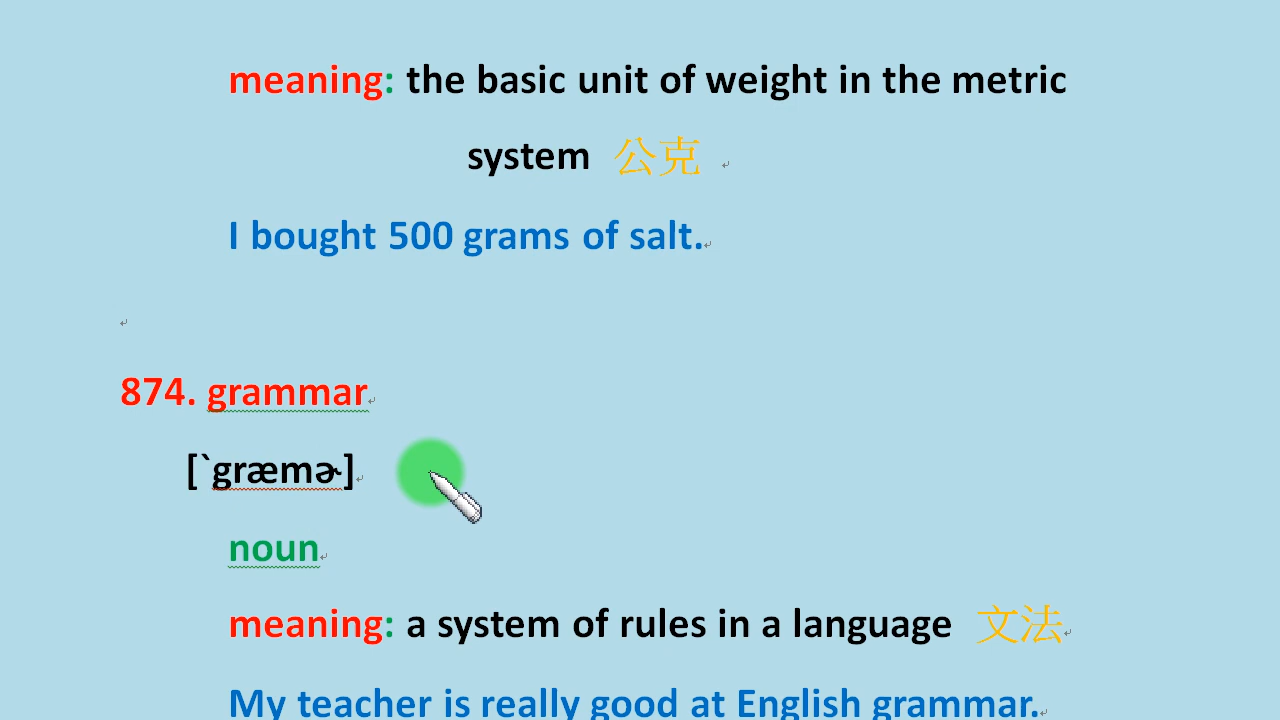 meaning: the basic unit of weight in the metric
system 公克
I bought 500 grams of salt.
874. grammar
[ˋgræmɚ]
noun
meaning: a system of rules in a language 文法
My teacher is really good at English grammar.